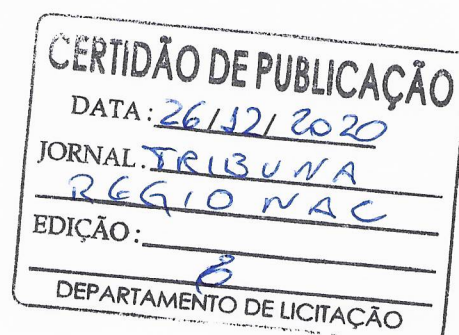 CERTIDÃO DE PUBLICAÇÃO
DATA: 26/12/2020
JORNAL: TRIBUNA
REGIONAL
EDIÇÃO:
DEPARTAMENTO DE LICITAÇÃO